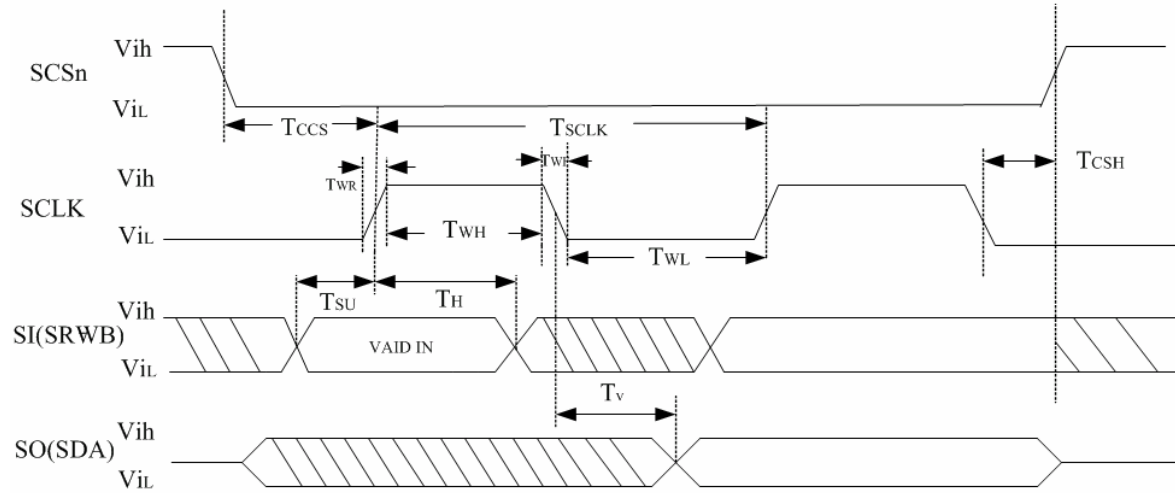 Vih
SCSn
ViL
TCCS
TSCLK
TWR
TCSH
Vih
SCLK
TWH
ViL
TWL
TSU
TH
Vih
SI(SRWB)
VAID IN
ViL
Tv
Vih
SO(SDA)
ViL